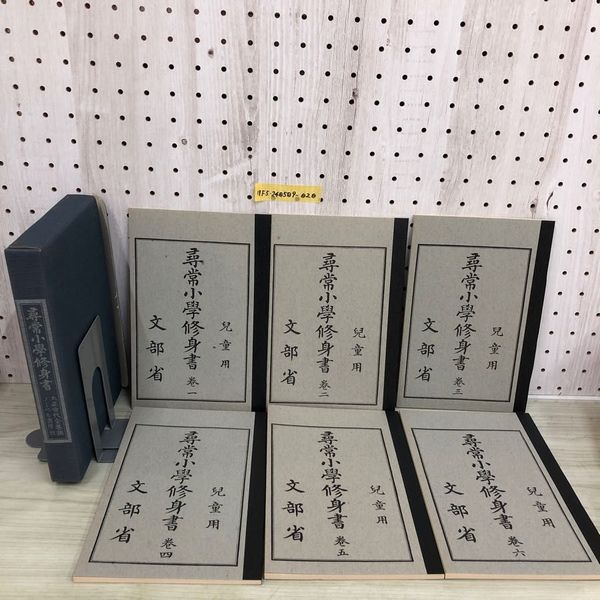 1FS-240509-020
尋常小學修身書
兒童用
尋常小學修身書 卷一
文部省
兒童用
尋常小學修身書 卷二
文部省
兒童用
尋常小學修身書 卷三
文部省
兒童用
尋常小學修身書 卷四
文部省
兒童用
尋常小學修身書 卷五
文部省
兒童用
尋常小學修身書 卷六
文部省